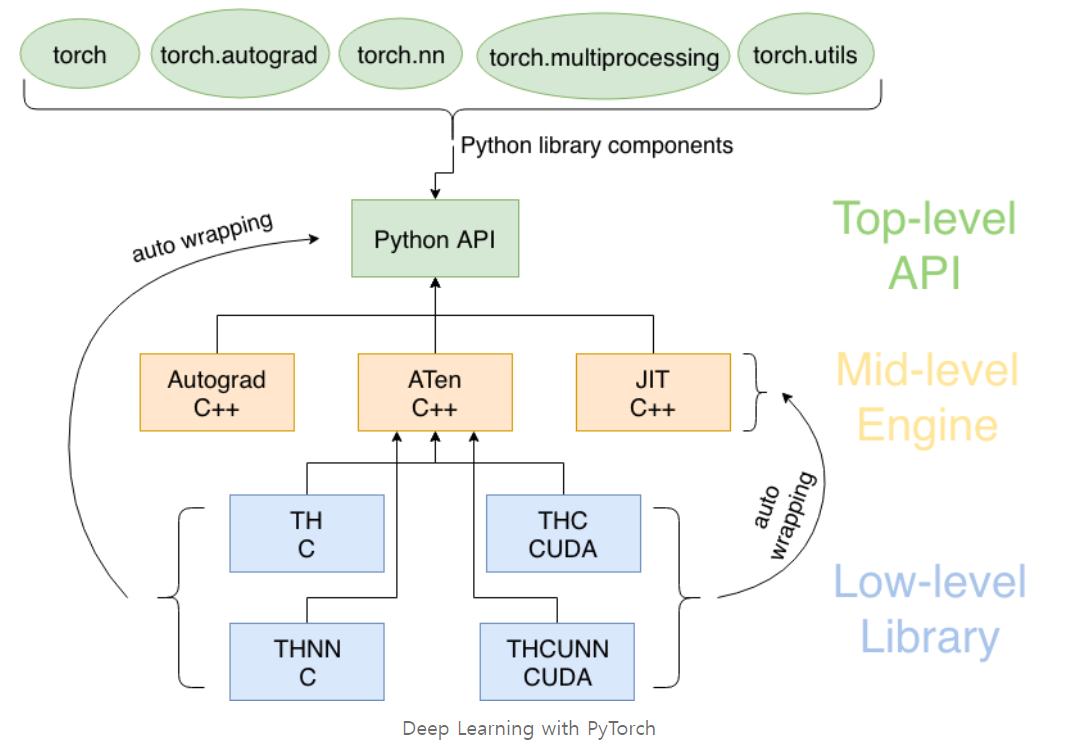 torch
torch.autograd
torch.nn
torch.multiprocessing
torch.utils
Python library components
auto wrapping
Python API
Top-level
API
Autograd
C++
ATen
C++
JIT
C++
Mid-level
Engine
TH
C
THC
CUDA
auto
wrapping
THNN
C
THCUNN
CUDA
Low-level
Library
Deep Learning with PyTorch